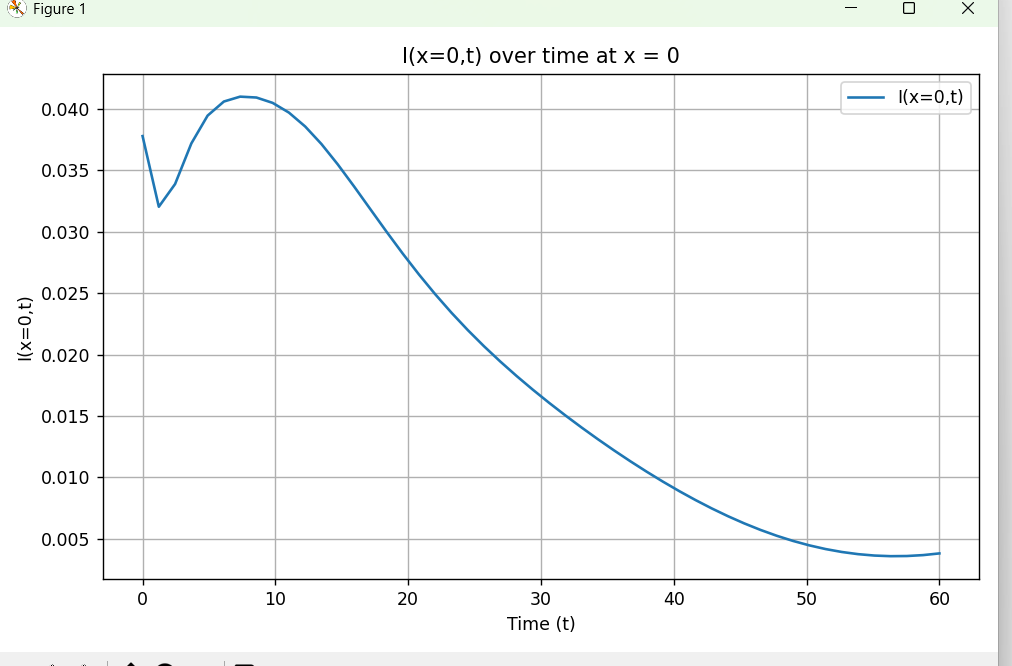 Figure 1
I(x=0,t) over time at x = 0
I(x=0,t)
0.040
0.035
0.030
0.025
0.020
0.015
0.010
0.005
I(x=0,t)
0 10 20 30 40 50 60
Time (t)